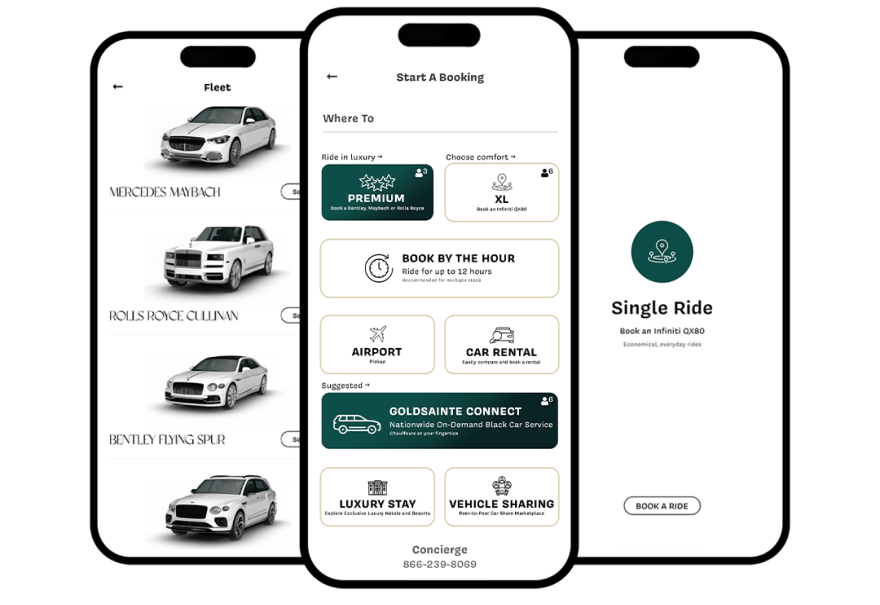 ←
Fleet
MERCEDES MAYBACH
ROLLS ROYCE CULLINAN
BENTLEY FLYING SPUR
←
Start A Booking
Where To
Ride in luxury →
3
PREMIUM
Book a Bentley, Maybach or Rolls Royce
Choose comfort →
6
XL
Book an Infiniti QX80
BOOK BY THE HOUR
Ride for up to 12 hours
Recommended for multiple stops
AIRPORT
Pickup
CAR RENTAL
Easily compare and book a rental
Suggested →
6
GOLDSAINTE CONNECT
Nationwide On-Demand Black Car Service
Chauffeurs at your fingertips
LUXURY STAY
Explore Exclusive Luxury Hotels and Resorts
VEHICLE SHARING
Peer-to-Peer Car Share Marketplace
Concierge
866-239-8069
Single Ride
Book an Infiniti QX80
Economical, everyday rides
BOOK A RIDE